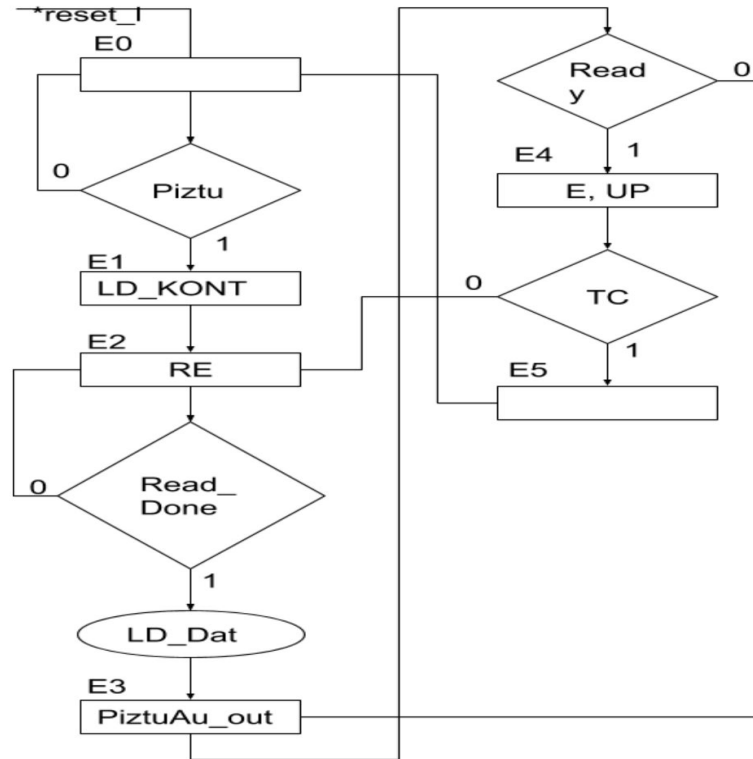 *reset_l
E0
0
Piztu
1
E1
LD_KONT
E2
RE
0
Read_
Done
1
LD_Dat
E3
PiztuAu_out
Read
y
0
1
E4
E, UP
0
TC
1
E5